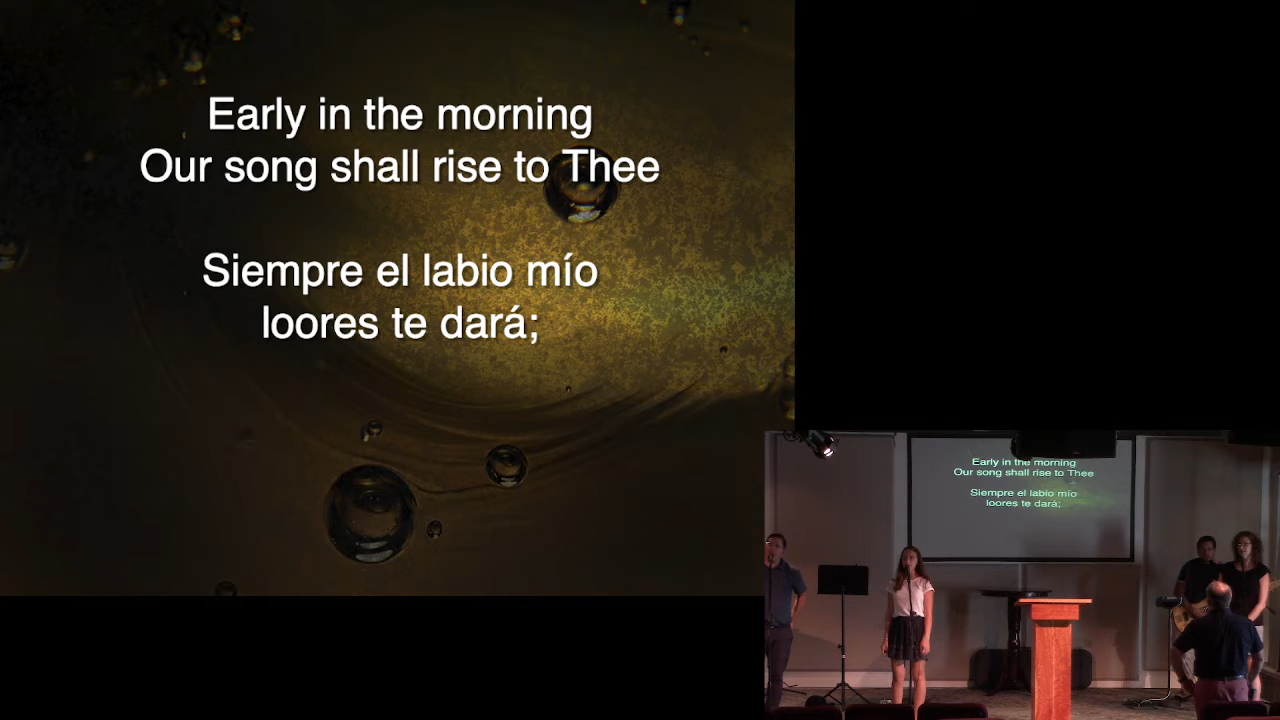 Early in the morning
Our song shall rise to Thee
Siempre el labio mío
loores te dará;
Early in the morning
Our song shall rise to Thee
Siempre el labio mío
loores te dará;